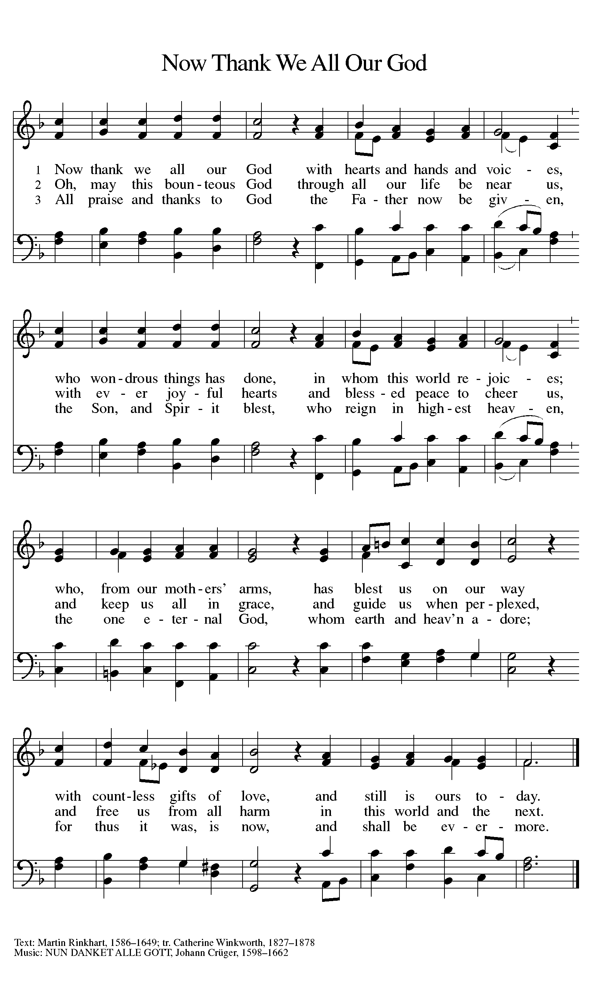 Now Thank We All Our God
1 Now thank we all our God with hearts and hands and voic - es,
2 Oh, may this boun - teous God through all our life be near us,
3 All praise and thanks to God the Fa - ther now be giv - en,
who won - drous things has done, in whom this world re - joic - es;
with ev - er joy - ful hearts and bless - ed peace to cheer us,
the Son, and Spir - it blest, who reign in high - est heav - en,
who, from our moth - ers' arms, has blest us on our way
and keep us all in grace, and guide us when per - plexed,
the one e - ter - nal God, whom earth and heav'n a - dore;
with count - less gifts of love, and still is ours to - day.
and free us from all harm in this world and the next.
for thus it was, is now, and shall be ev - er - more.
Text: Martin Rinkhart, 1586–1649; tr. Catherine Winkworth, 1827–1878
Music: NUN DANKET ALLE GOTT, Johann Crüger, 1598–1662